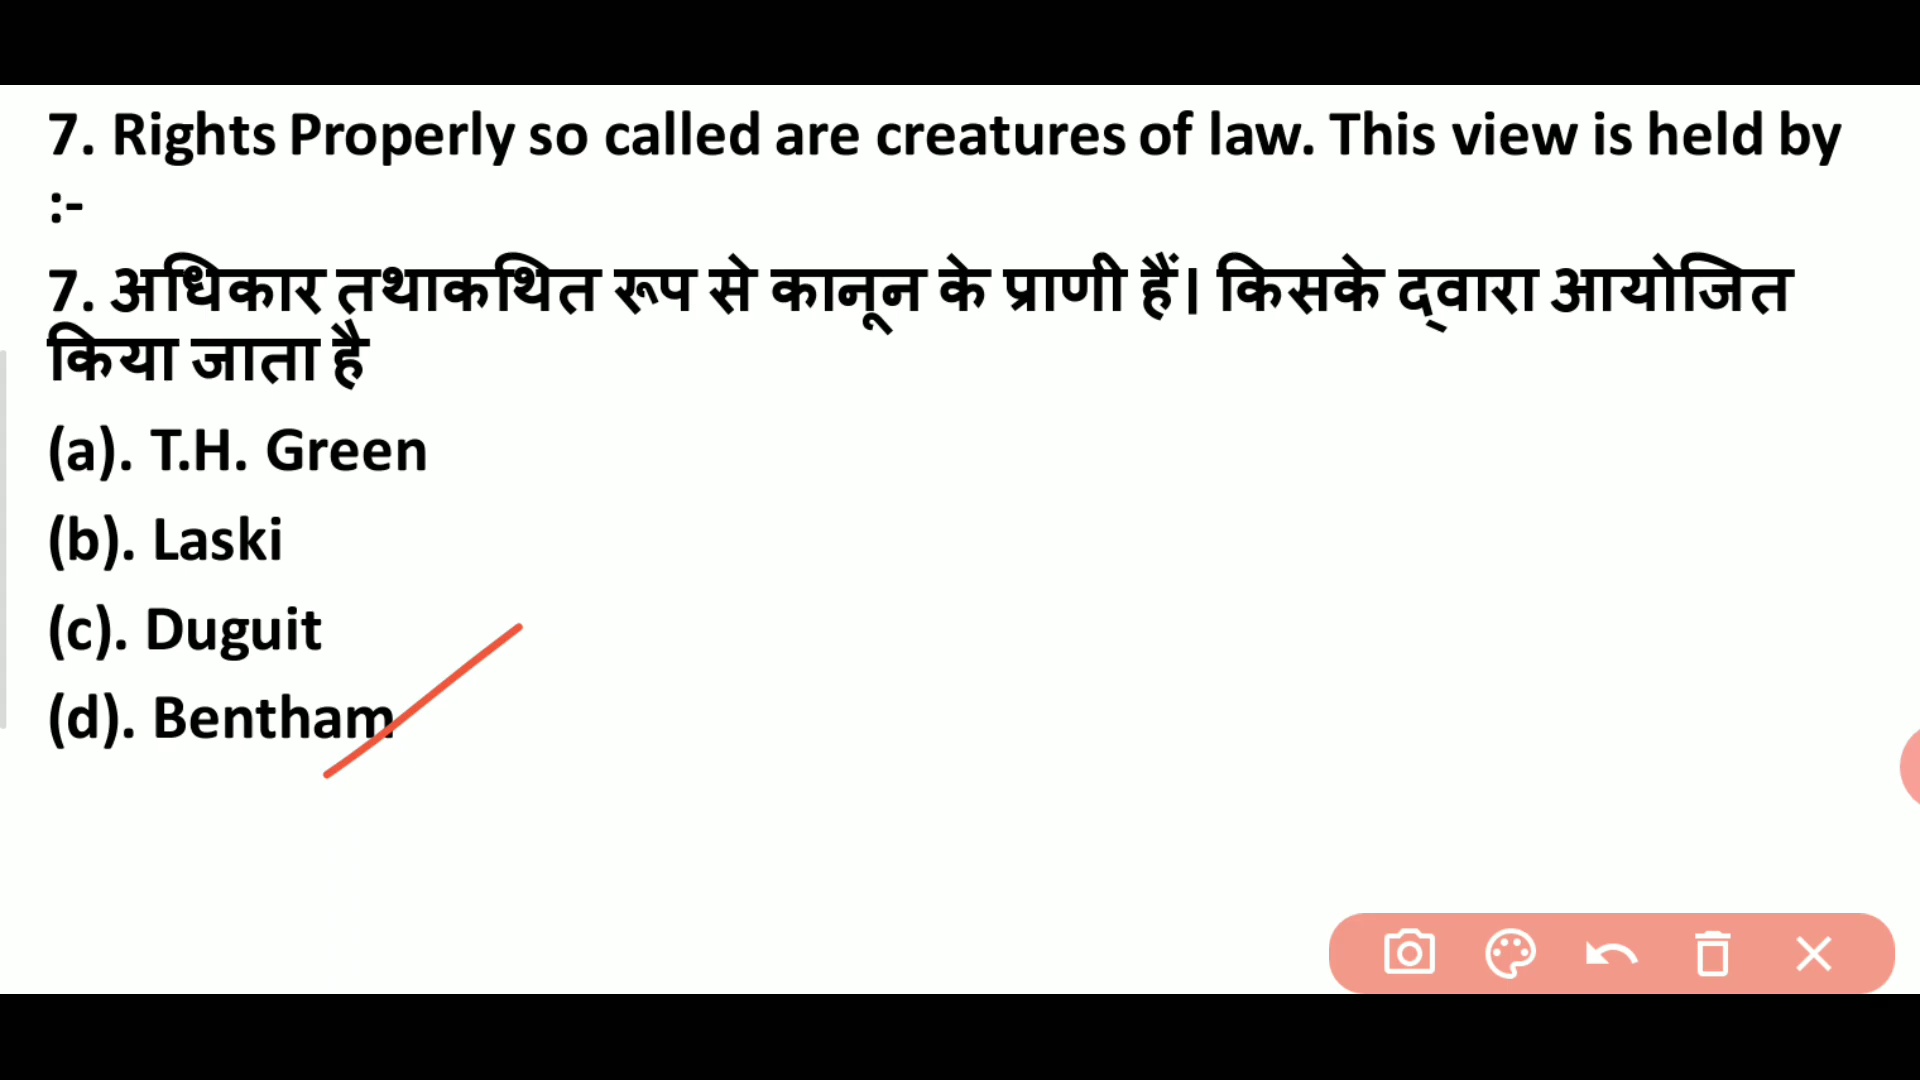 7. Rights Properly so called are creatures of law. This view is held by
:-
7. अधिकार तथाकथित रूप से कानून के प्राणी हैं। किसके द्वारा आयोजित
किया जाता है
(a). T.H. Green
(b). Laski
(c). Duguit
(d). Bentham